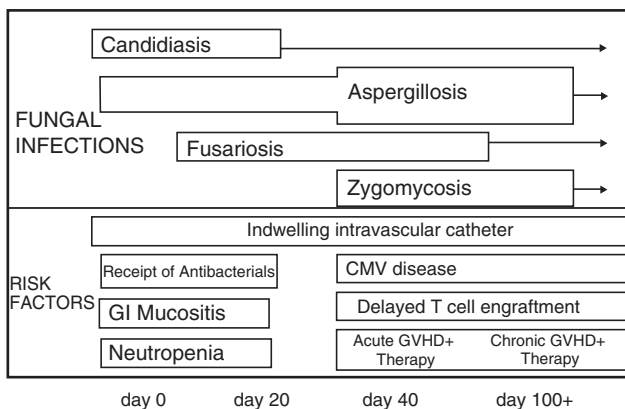 Candidiasis
Aspergillosis
FUNGAL
INFECTIONS
Fusariosis
Zygomycosis
Indwelling intravascular catheter
RISK
FACTORS
Receipt of Antibacterials
CMV disease
GI Mucositis
Delayed T cell engraftment
Neutropenia
Acute GVHD+
Therapy
Chronic GVHD+
Therapy
day 0
day 20
day 40
day 100+